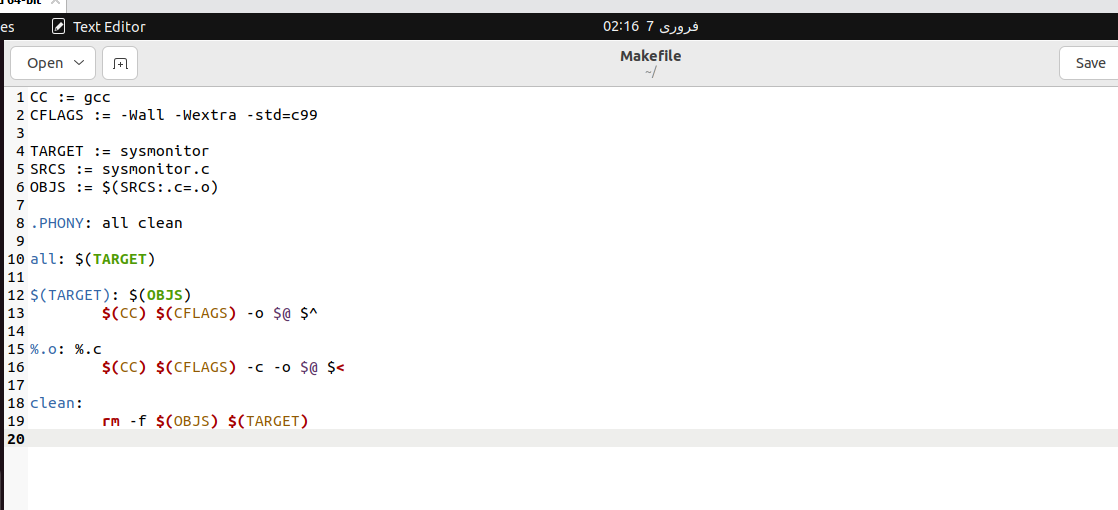 64-bit
es Text Editor 02:16 7 فروری
Open Makefile Save
~/
1 CC := gcc
2 CFLAGS := -Wall -Wextra -std=c99
3
4 TARGET := sysmonitor
5 SRCS := sysmonitor.c
6 OBJS := $(SRCS:.c=.o)
7
8 .PHONY: all clean
9
10 all: $(TARGET)
11
12 $(TARGET): $(OBJS)
13 $(CC) $(CFLAGS) -o $@ $^
14
15 %.o: %.c
16 $(CC) $(CFLAGS) -c -o $@ $<
17
18 clean:
19 rm -f $(OBJS) $(TARGET)
20